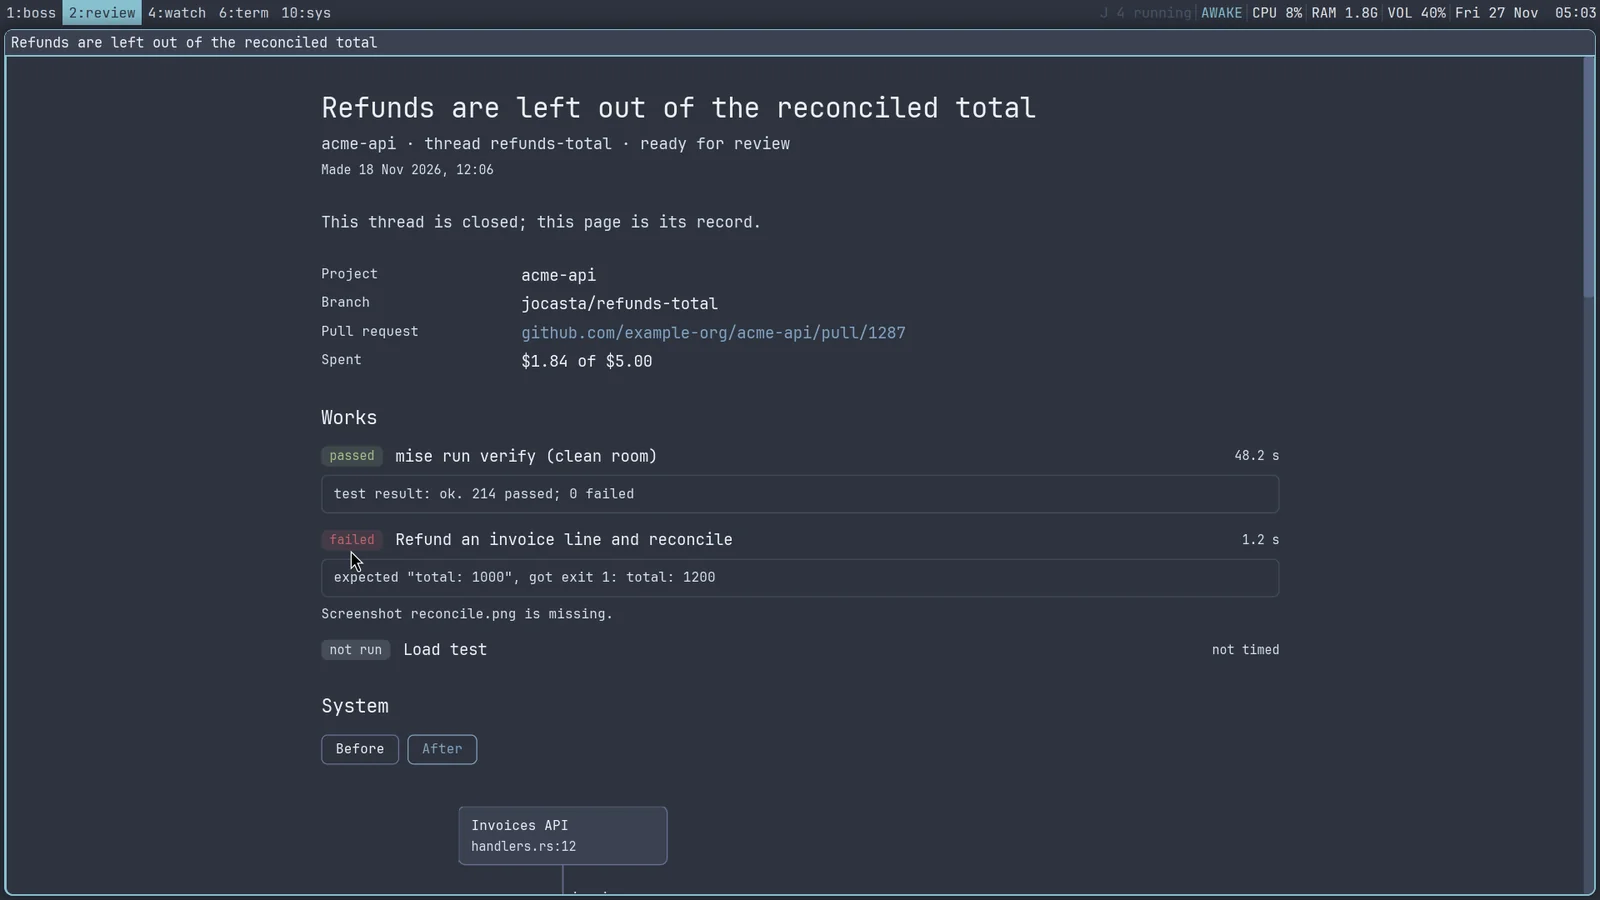 1:boss 2:review 4:watch 6:term 10:sys J 4 running AWAKE CPU 8% RAM 1.8G VOL 40% Fri 27 Nov 05:03
Refunds are left out of the reconciled total
Refunds are left out of the reconciled total
acme-api · thread refunds-total · ready for review
Made 18 Nov 2026, 12:06
This thread is closed; this page is its record.
Project acme-api
Branch jocasta/refunds-total
Pull request github.com/example-org/acme-api/pull/1287
Spent $1.84 of $5.00
Works
passed mise run verify (clean room) 48.2 s
test result: ok. 214 passed; 0 failed
failed Refund an invoice line and reconcile 1.2 s
expected "total: 1000", got exit 1: total: 1200
Screenshot reconcile.png is missing.
not run Load test not timed
System
Before After
Invoices API
handlers.rs:12